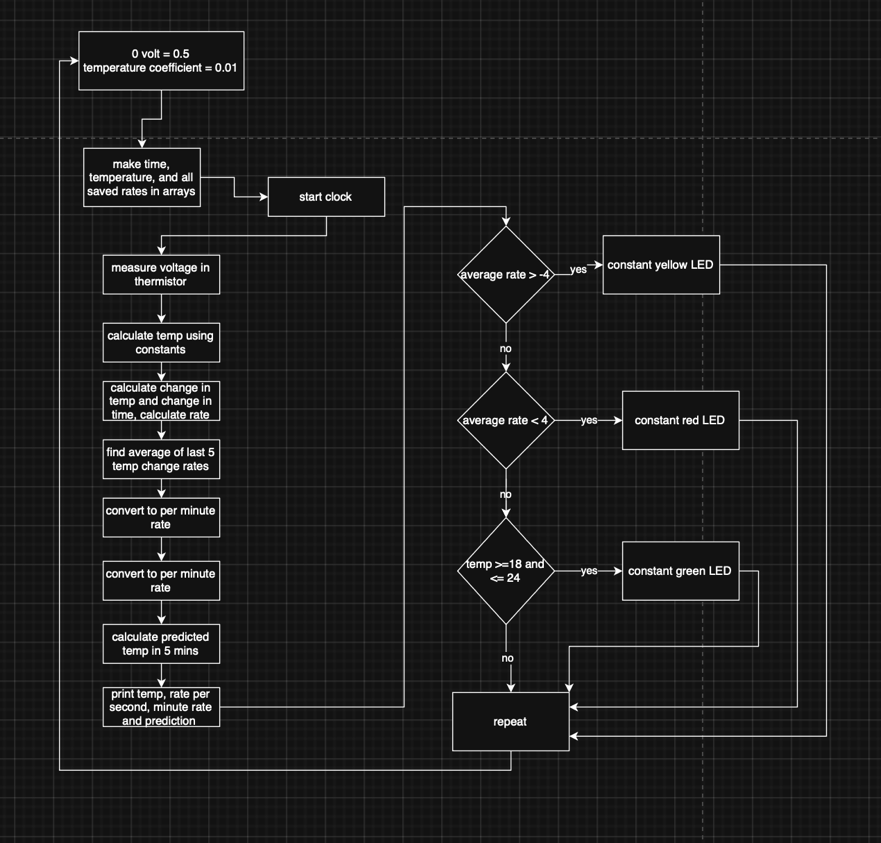 0 volt = 0.5
temperature coefficient = 0.01
make time,
temperature, and all
saved rates in arrays
start clock
measure voltage in
thermistor
calculate temp using
constants
calculate change in
temp and change in
time, calculate rate
find average of last 5
temp change rates
convert to per minute
rate
convert to per minute
rate
calculate predicted
temp in 5 mins
print temp, rate per
second, minute rate
and prediction
average rate > -4
yes
constant yellow LED
no
average rate < 4
yes
constant red LED
no
temp >=18 and
<= 24
yes
constant green LED
no
repeat